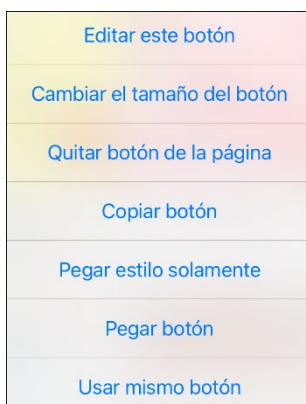 Editar este botón
Cambiar el tamaño del botón
Quitar botón de la página
Copiar botón
Pegar estilo solamente
Pegar botón
Usar mismo botón